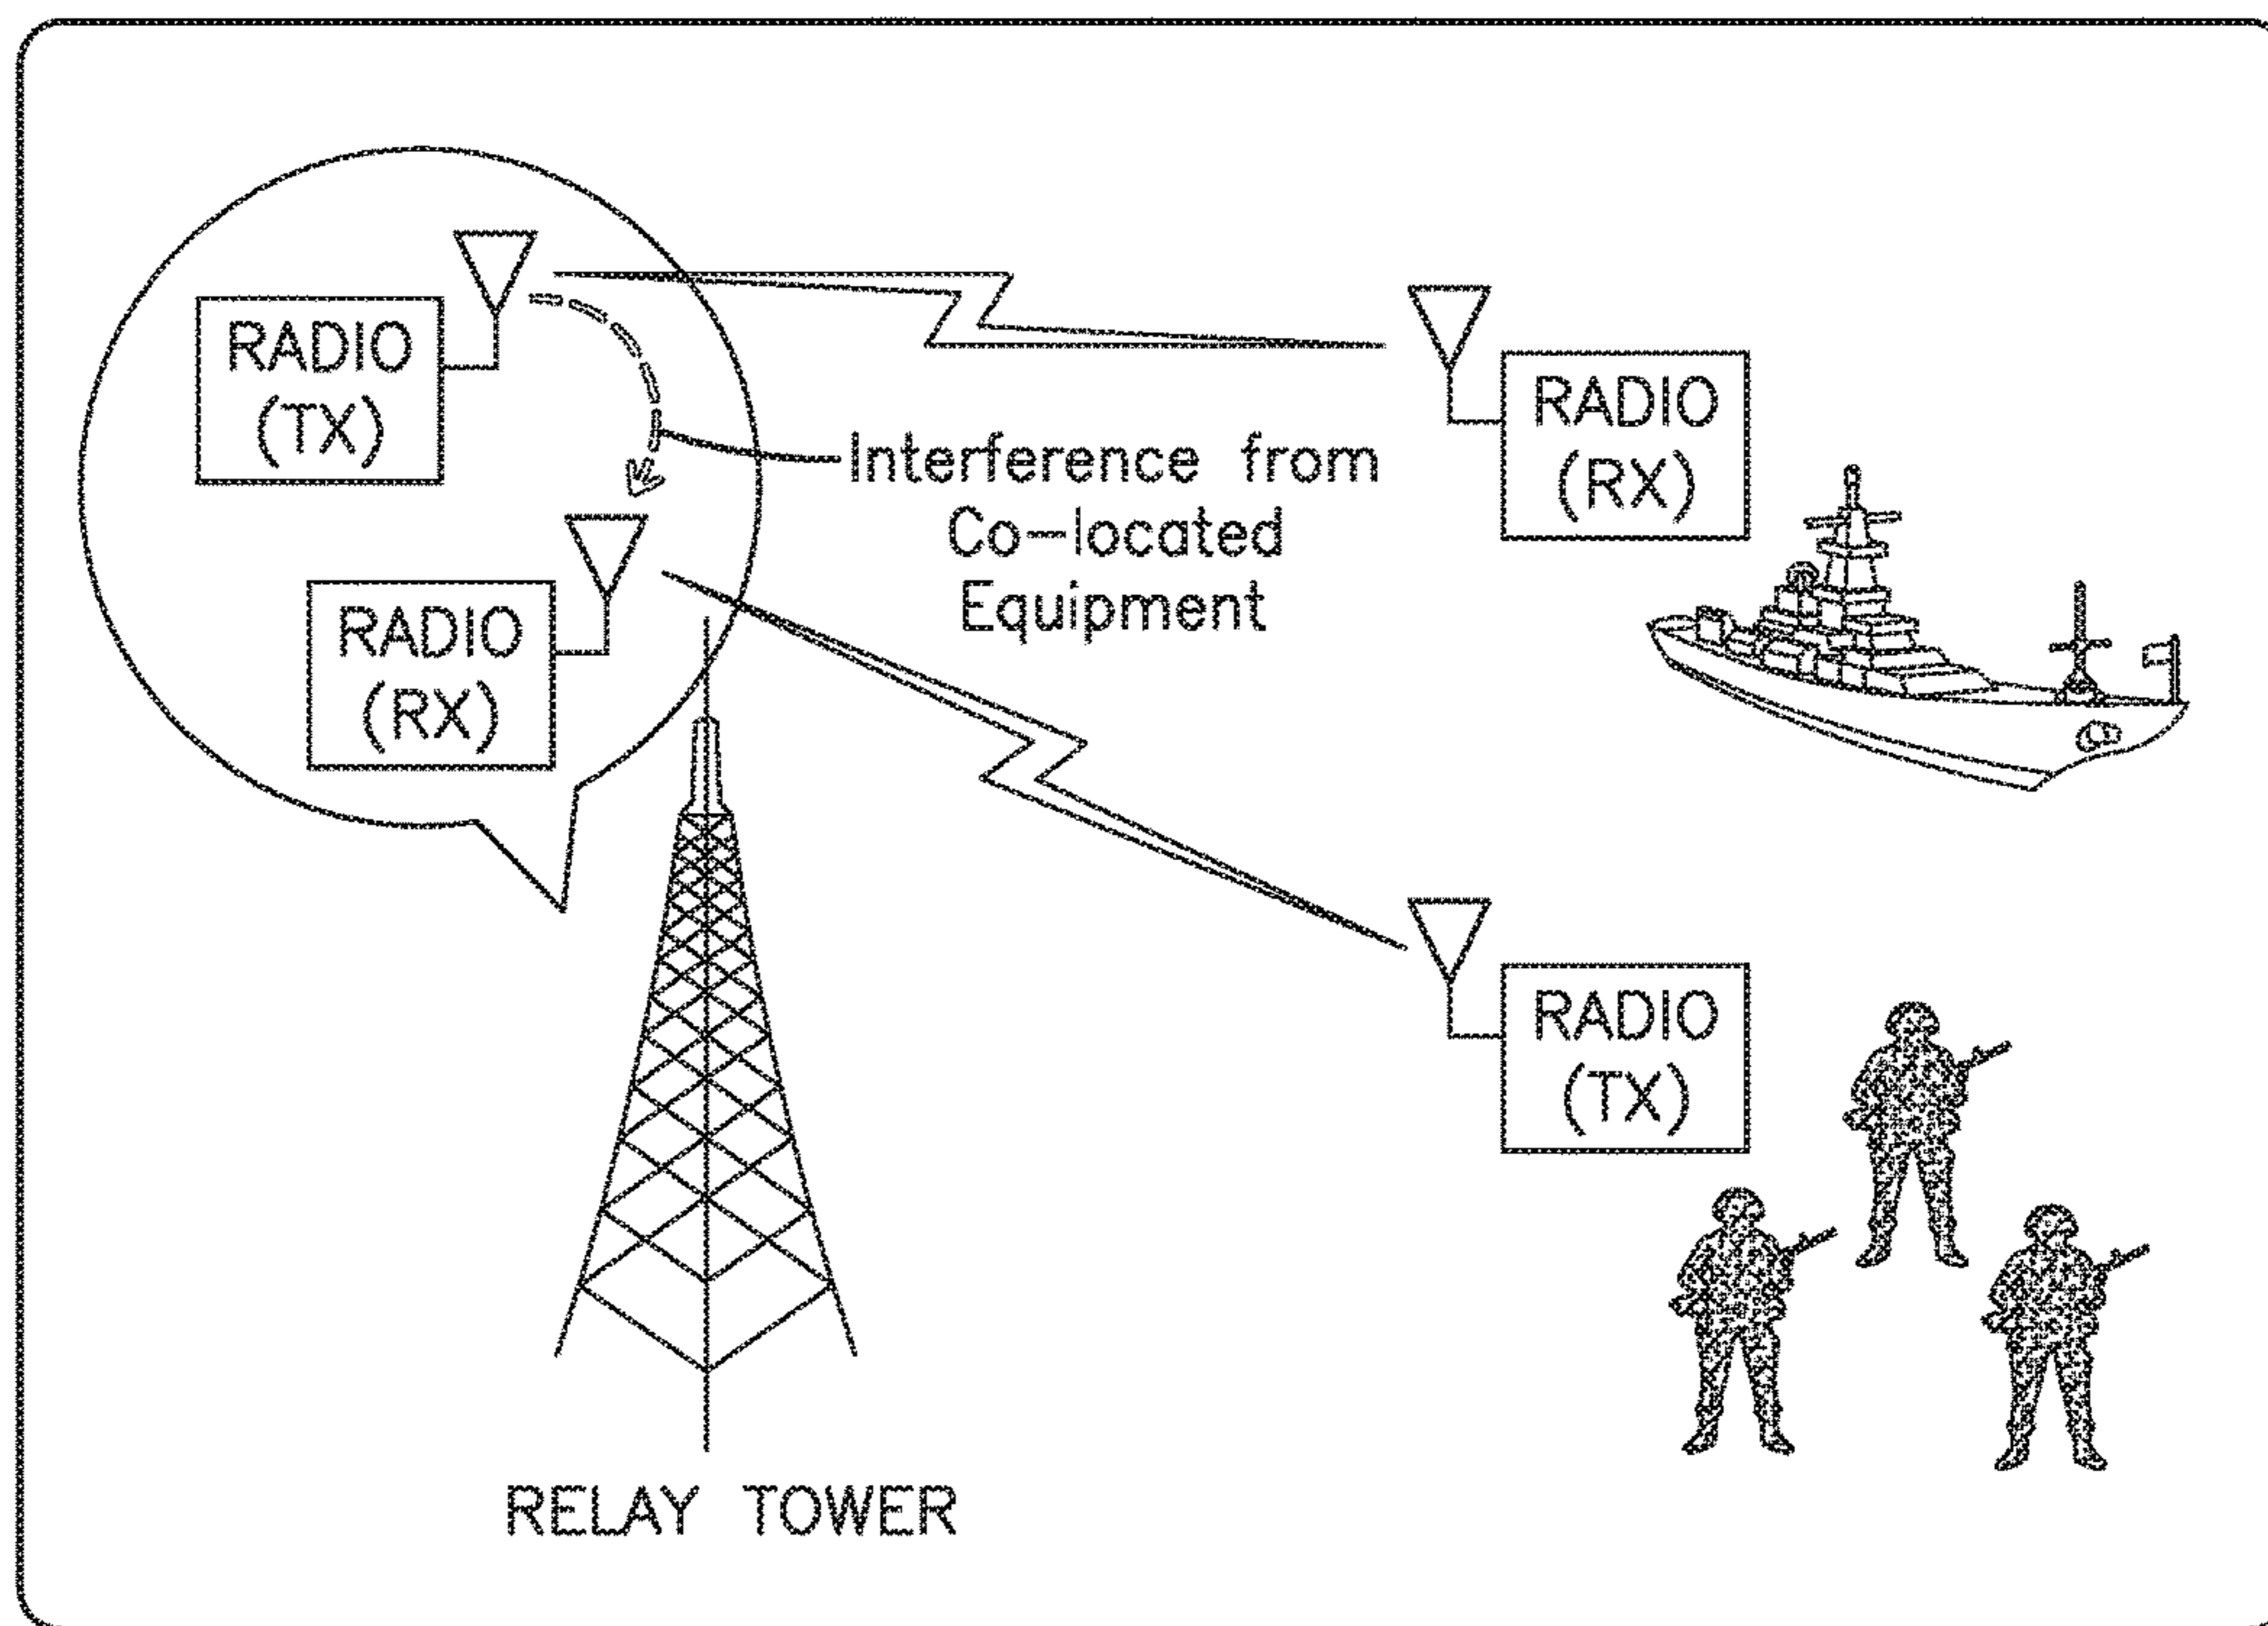 RADIO
(TX)
RADIO
(RX)
Interference from
Co-located
Equipment
RADIO
(RX)
RADIO
(TX)
RELAY TOWER